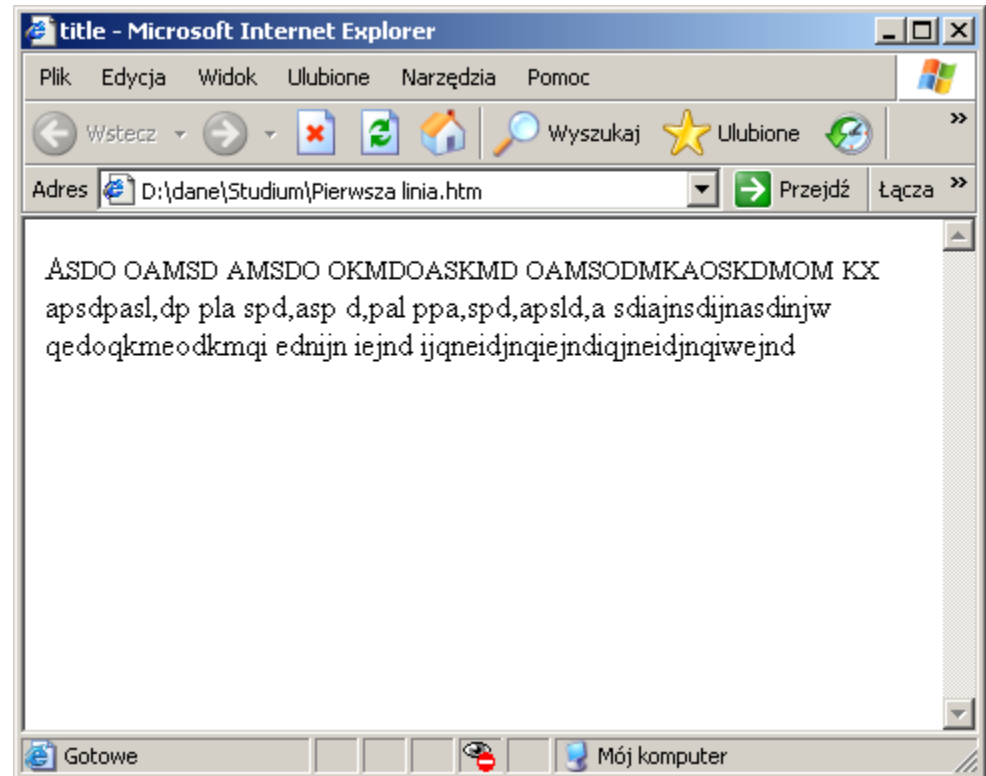 title - Microsoft Internet Explorer
Plik Edycja Widok Ulubione Narzędzia Pomoc
Wstecz Wyszukaj Ulubione »
Adres D:\dane\Studium\Pierwsza linia.htm Przejdź Łącza »
ASDO OAMSD AMSDO OKMDOASKMD OAMSODMKAOSKDMOM KX
apsdpasl,dp pla spd,asp d,pal ppa,spd,apsld,a sdiajnsdijnasdinjw
qedoqkmeodkmqi ednijn iejnd ijqneidjnqiejndiqjneidjnqiwejnd
Gotowe Mój komputer